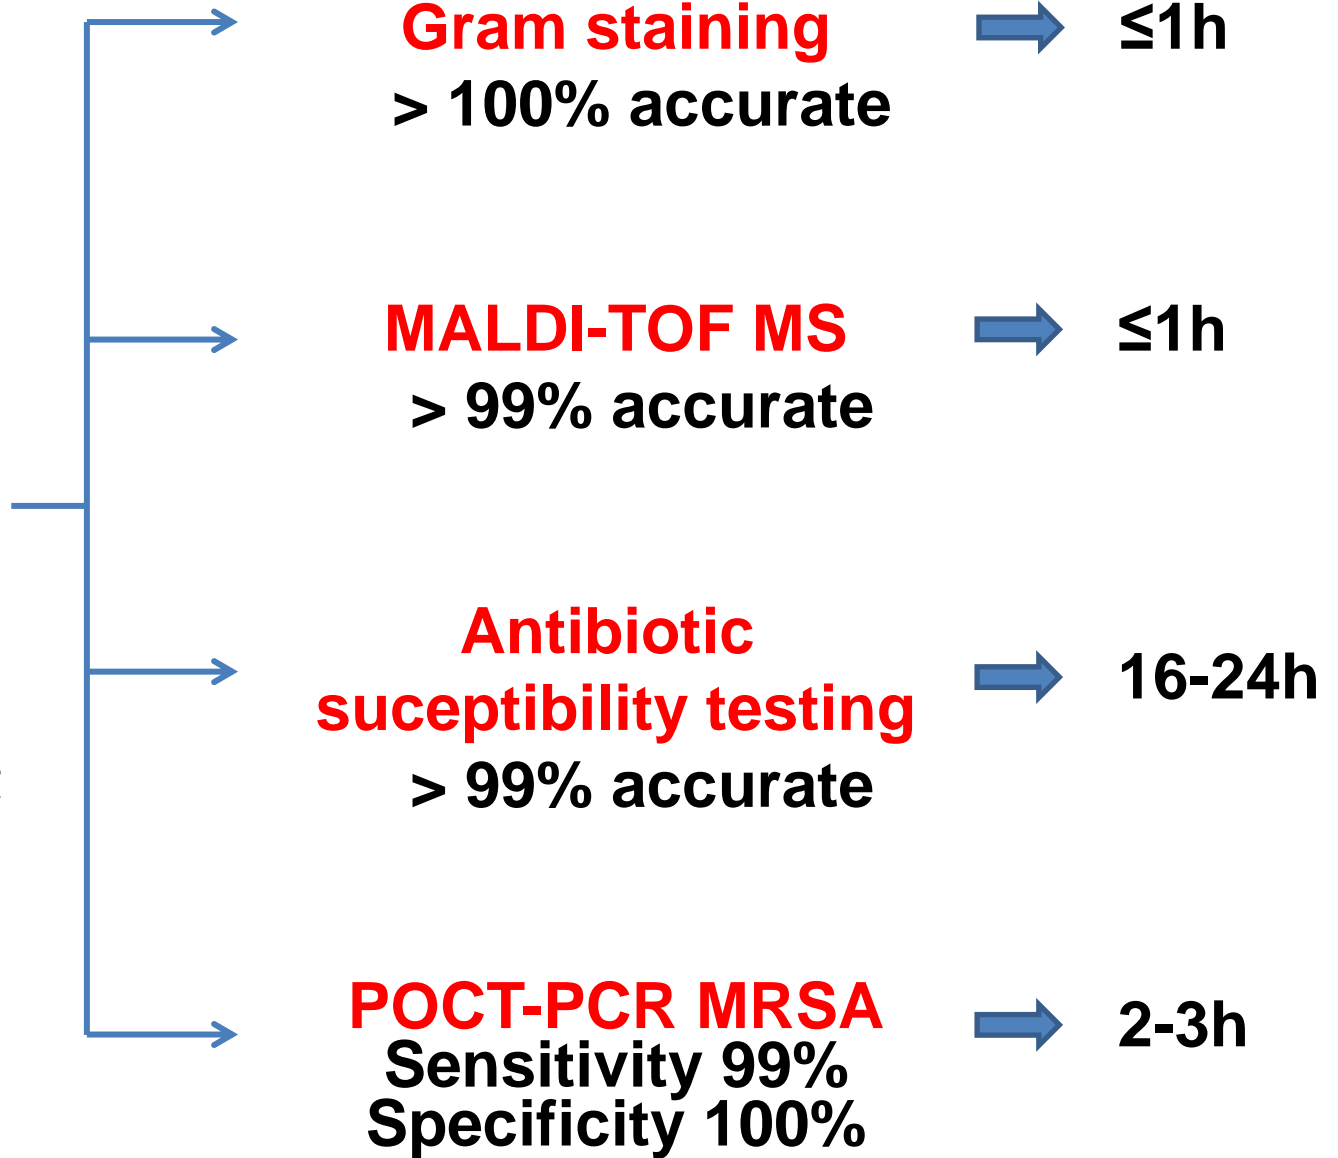 Gram staining
≤1h
> 100% accurate
MALDI-TOF MS
≤1h
> 99% accurate
Antibiotic
suceptibility testing
16-24h
> 99% accurate
POCT-PCR MRSA
2-3h
Sensitivity 99%
Specificity 100%